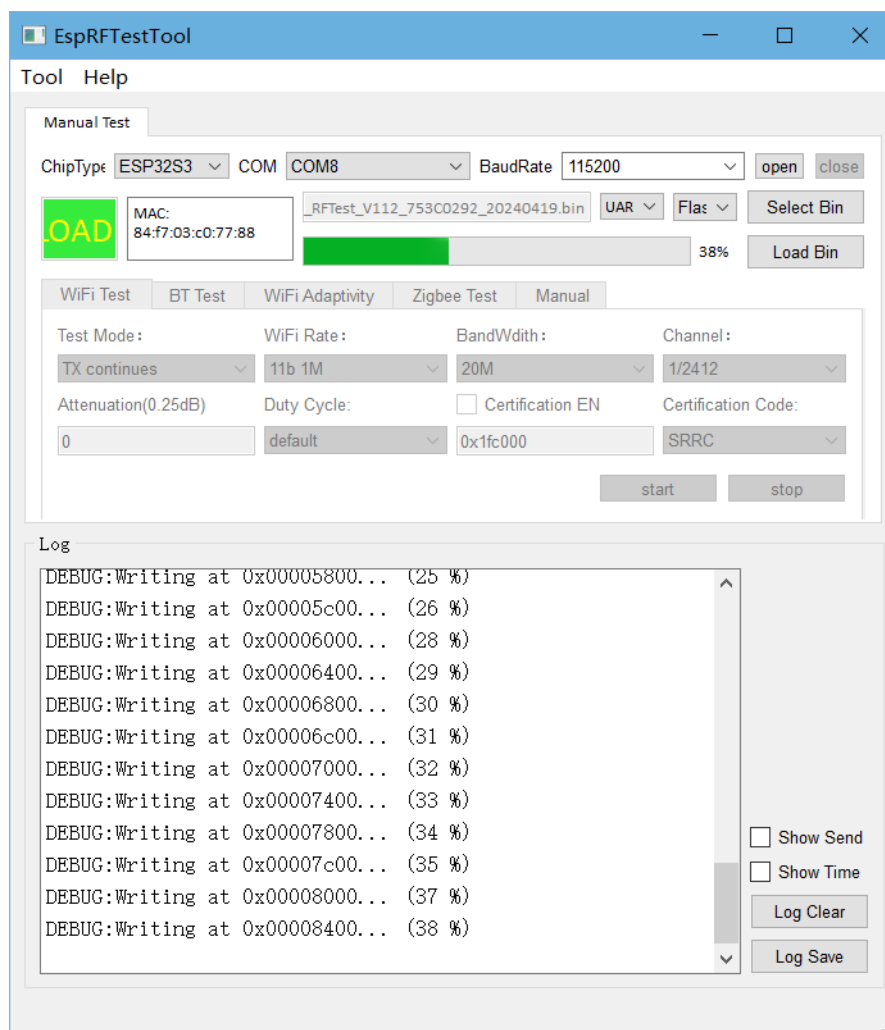 EspRFTestTool
Tool Help
Manual Test
ChipType ESP32S3 COM COM8 BaudRate 115200 open close
LOAD MAC: 84:f7:03:c0:77:88 _RFTest_V112_753C0292_20240419.bin UAR Flas Select Bin
38% Load Bin
WiFi Test BT Test WiFi Adaptivity Zigbee Test Manual
Test Mode: WiFi Rate: BandWdith: Channel:
TX continues 11b 1M 20M 1/2412
Attenuation(0.25dB) Duty Cycle: Certification EN Certification Code:
0 default 0x1fc000 SRRC
start stop
Log
DEBUG:Writing at 0x00005800... (25 %)
DEBUG:Writing at 0x00005c00... (26 %)
DEBUG:Writing at 0x00006000... (28 %)
DEBUG:Writing at 0x00006400... (29 %)
DEBUG:Writing at 0x00006800... (30 %)
DEBUG:Writing at 0x00006c00... (31 %)
DEBUG:Writing at 0x00007000... (32 %)
DEBUG:Writing at 0x00007400... (33 %)
DEBUG:Writing at 0x00007800... (34 %)
DEBUG:Writing at 0x00007c00... (35 %)
DEBUG:Writing at 0x00008000... (37 %)
DEBUG:Writing at 0x00008400... (38 %)
Show Send
Show Time
Log Clear
Log Save